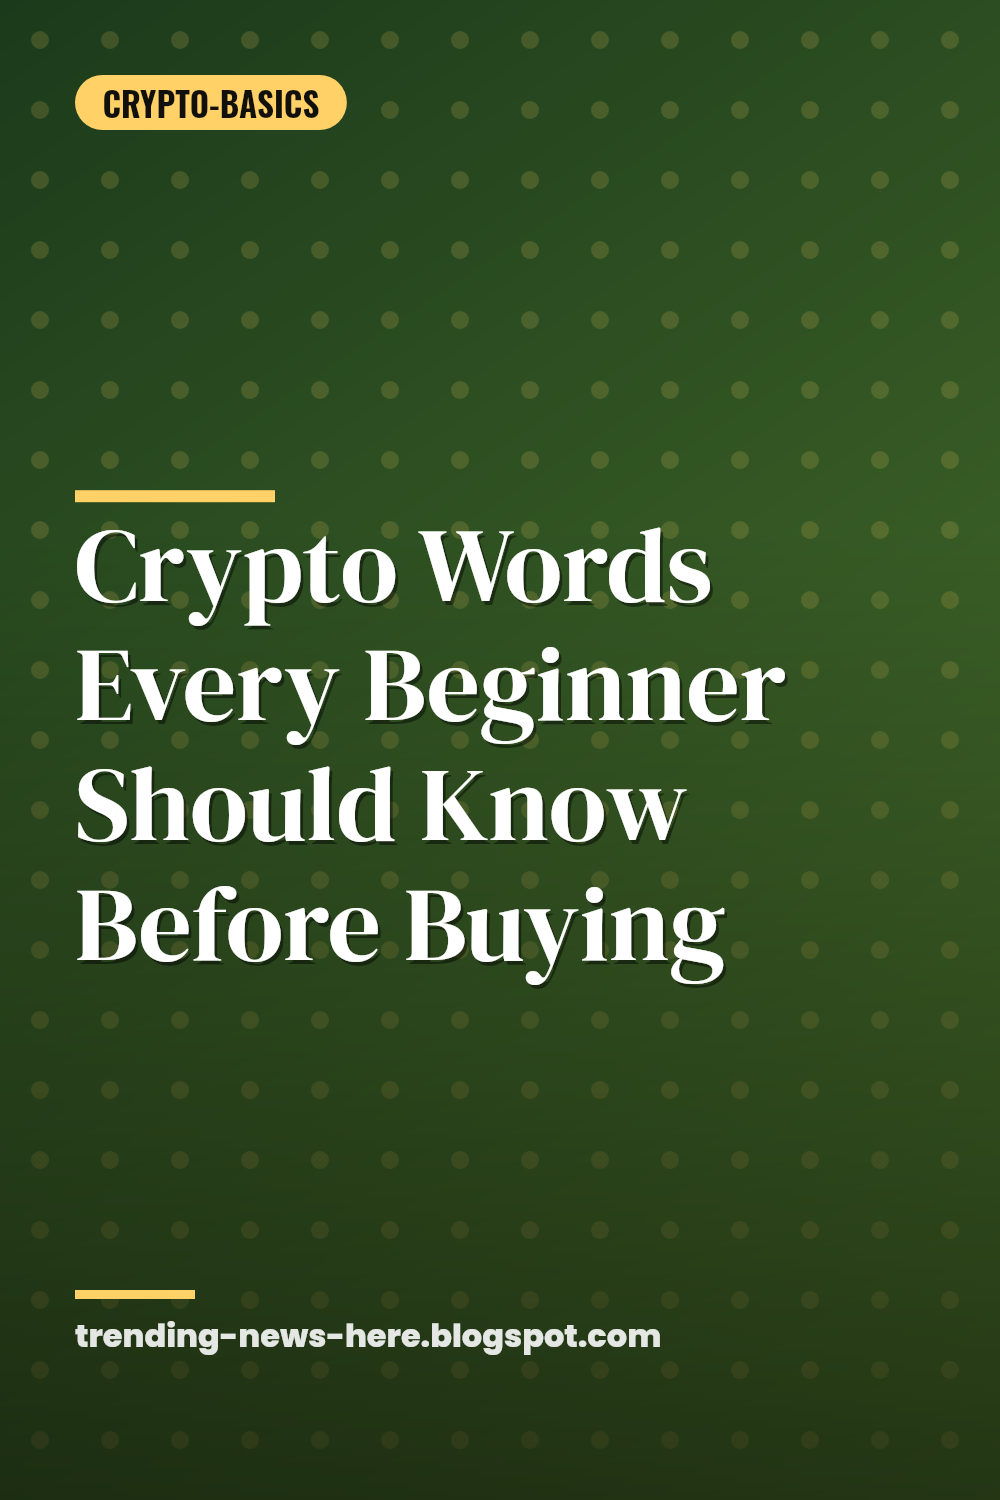 CRYPTO-BASICS
Crypto Words
Every Beginner
Should Know
Before Buying
trending-news-here.blogspot.com